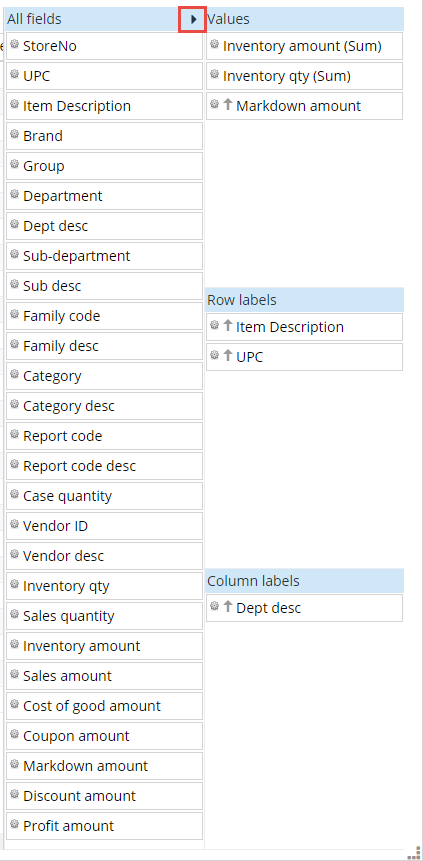 All fields
StoreNo
UPC
Item Description
Brand
Group
Department
Dept desc
Sub-department
Sub desc
Family code
Family desc
Category
Category desc
Report code
Report code desc
Case quantity
Vendor ID
Vendor desc
Inventory qty
Sales quantity
Inventory amount
Sales amount
Cost of good amount
Coupon amount
Markdown amount
Discount amount
Profit amount
Values
Inventory amount (Sum)
Inventory qty (Sum)
Markdown amount
Row labels
Item Description
UPC
Column labels
Dept desc